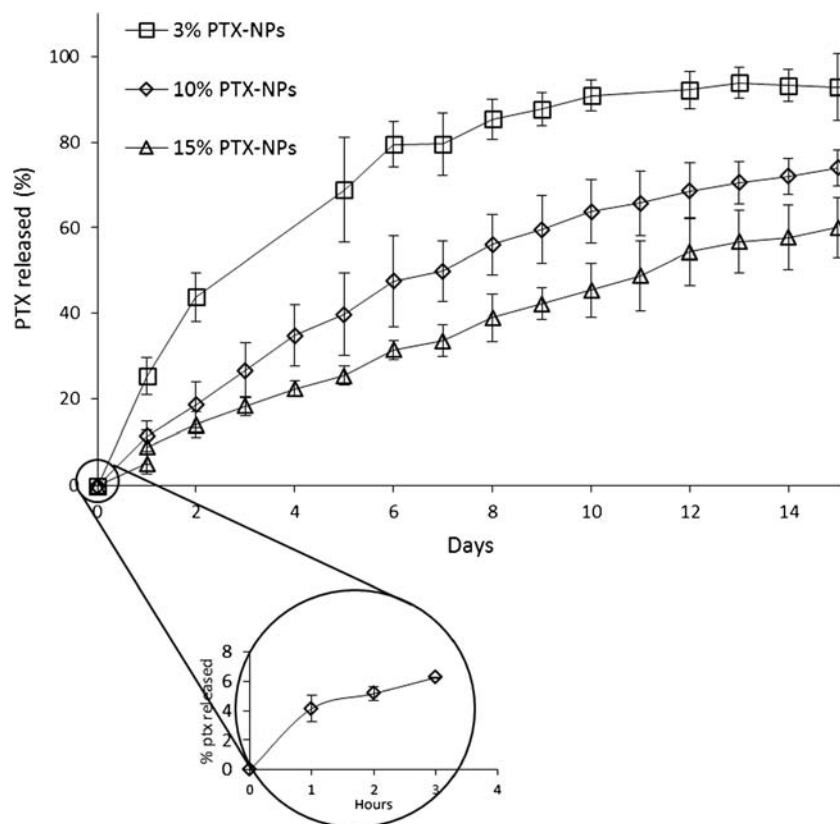 3% PTX-NPs
10% PTX-NPs
15% PTX-NPs
PTX released (%)
100
80
60
40
20
0
0 2 4 6 8 10 12 14
Days
% ptx released
8
6
4
2
0
0 1 2 3 4
Hours